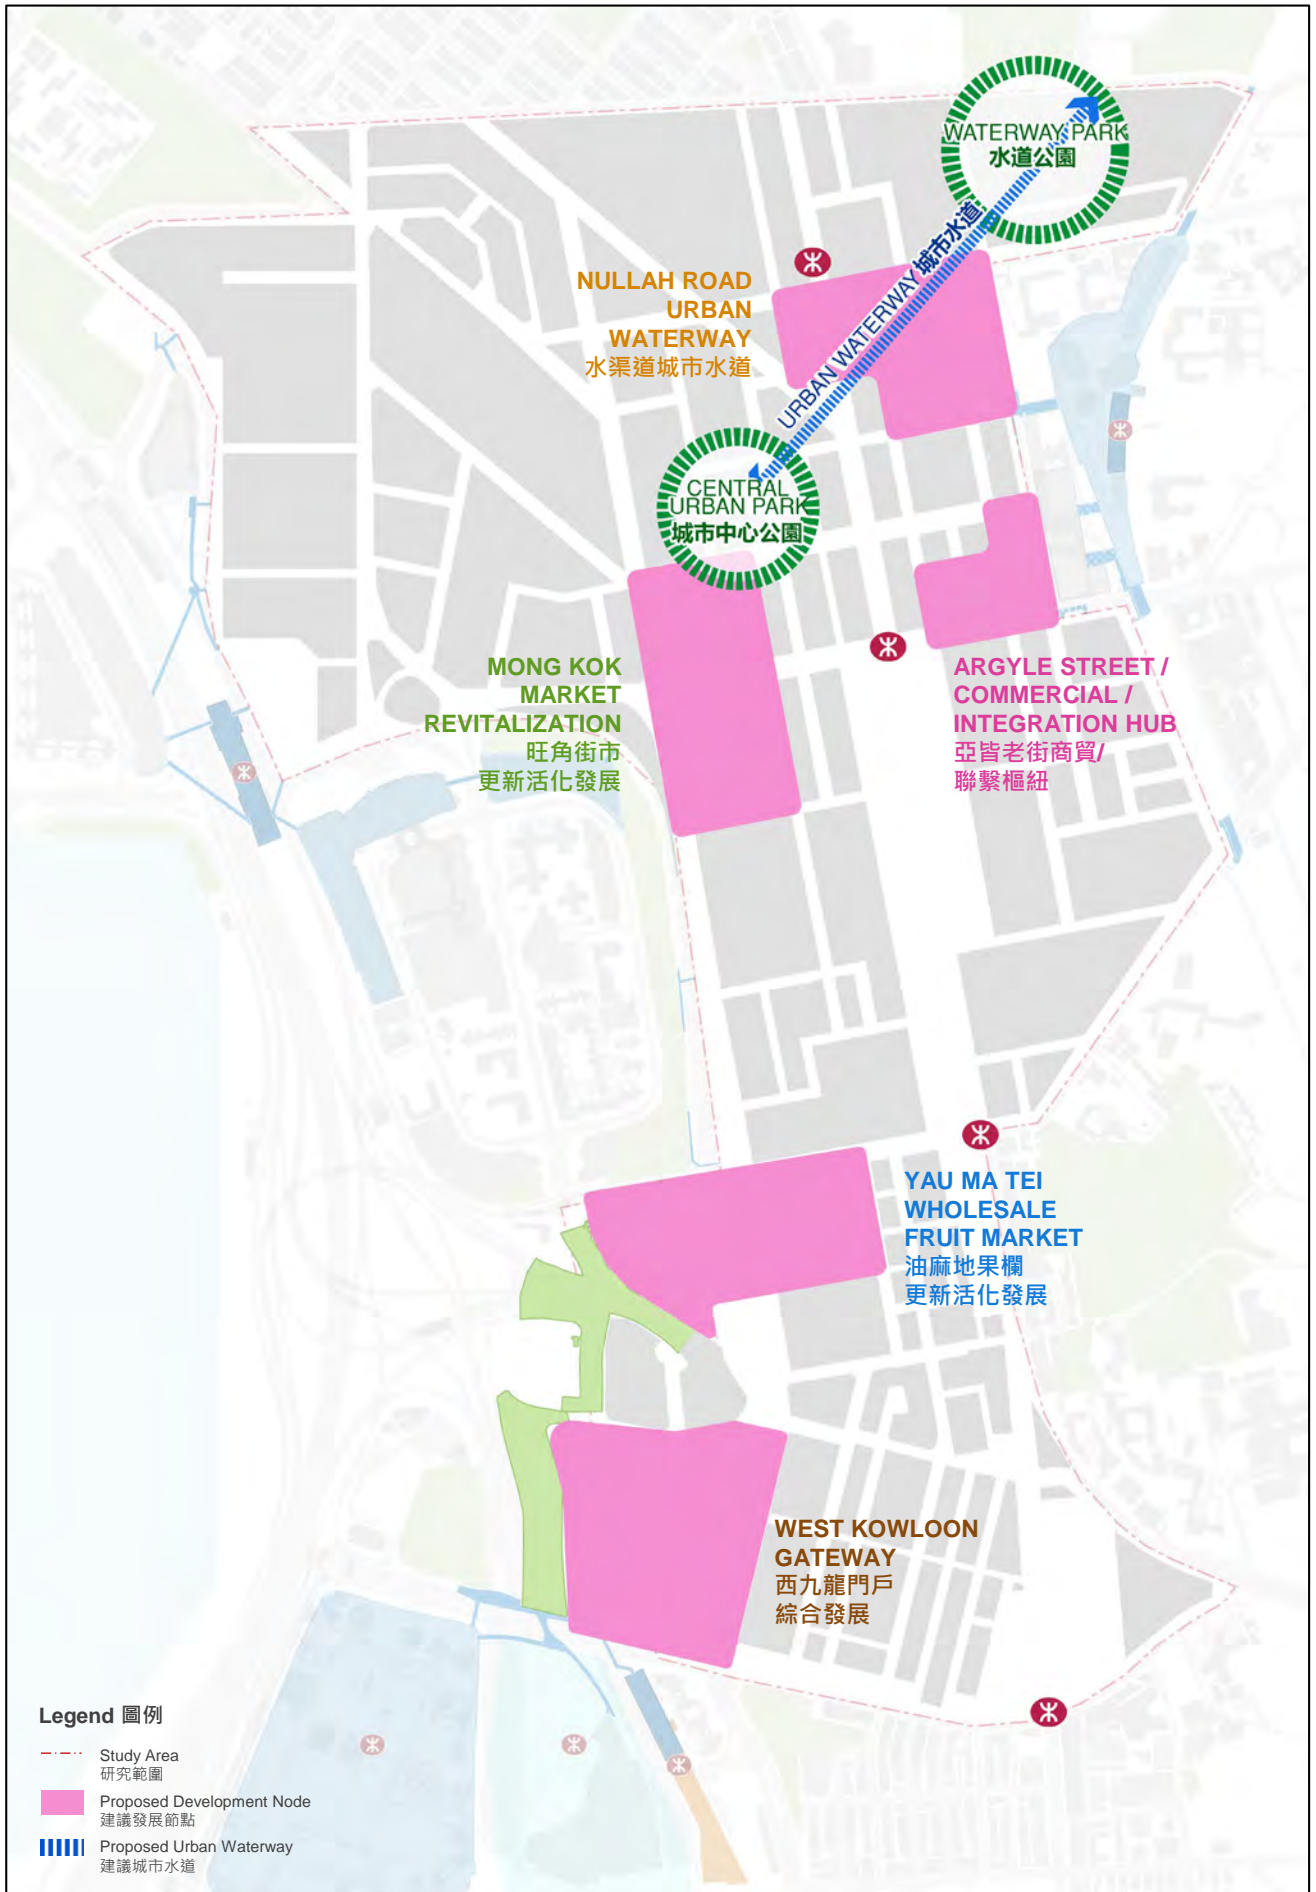 WATERWAY PARK
水道公園
URBAN WATERWAY 城市水道
NULLAH ROAD
URBAN
WATERWAY
水渠道城市水道
CENTRAL
URBAN PARK
城市中心公園
MONG KOK
MARKET
REVITALIZATION
旺角街市
更新活化發展
ARGYLE STREET /
COMMERCIAL /
INTEGRATION HUB
亞皆老街商貿/
聯繫樞紐
YAU MA TEI
WHOLESALE
FRUIT MARKET
油麻地果欄
更新活化發展
WEST KOWLOON
GATEWAY
西九龍門戶
綜合發展
Legend 圖例
Study Area
研究範圍
Proposed Development Node
建議發展節點
Proposed Urban Waterway
建議城市水道